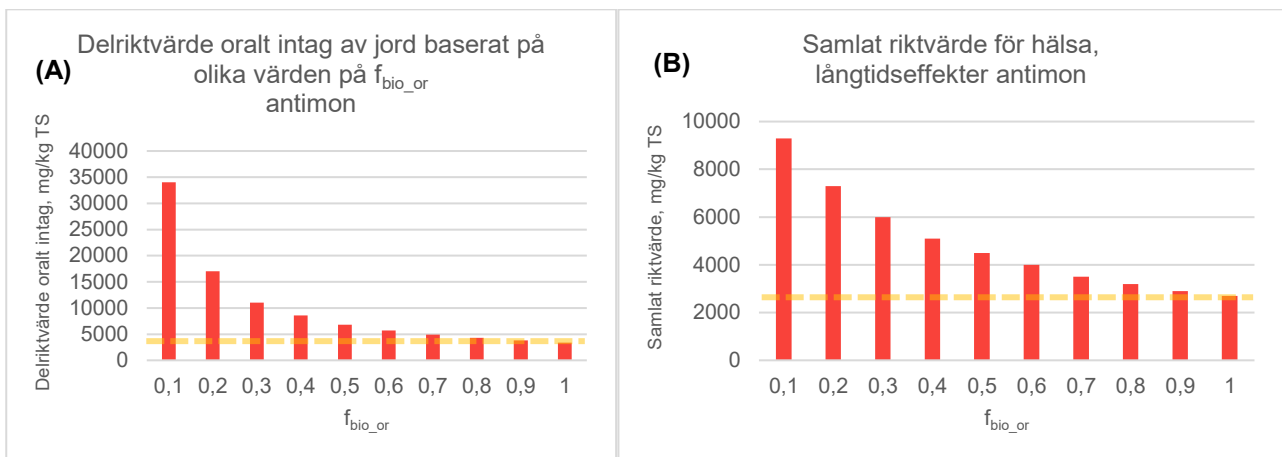 (A)
Delriktvärde oralt intag av jord baserat på
olika värden på fbio_or
antimon
Delriktvärde oralt intag, mg/kg TS
40000
35000
30000
25000
20000
15000
10000
5000
0
0,1 0,2 0,3 0,4 0,5 0,6 0,7 0,8 0,9 1
fbio_or
(B)
Samlat riktvärde för hälsa,
långtidseffekter antimon
Samlat riktvärde, mg/kg TS
10000
8000
6000
4000
2000
0
0,1 0,2 0,3 0,4 0,5 0,6 0,7 0,8 0,9 1
fbio_or